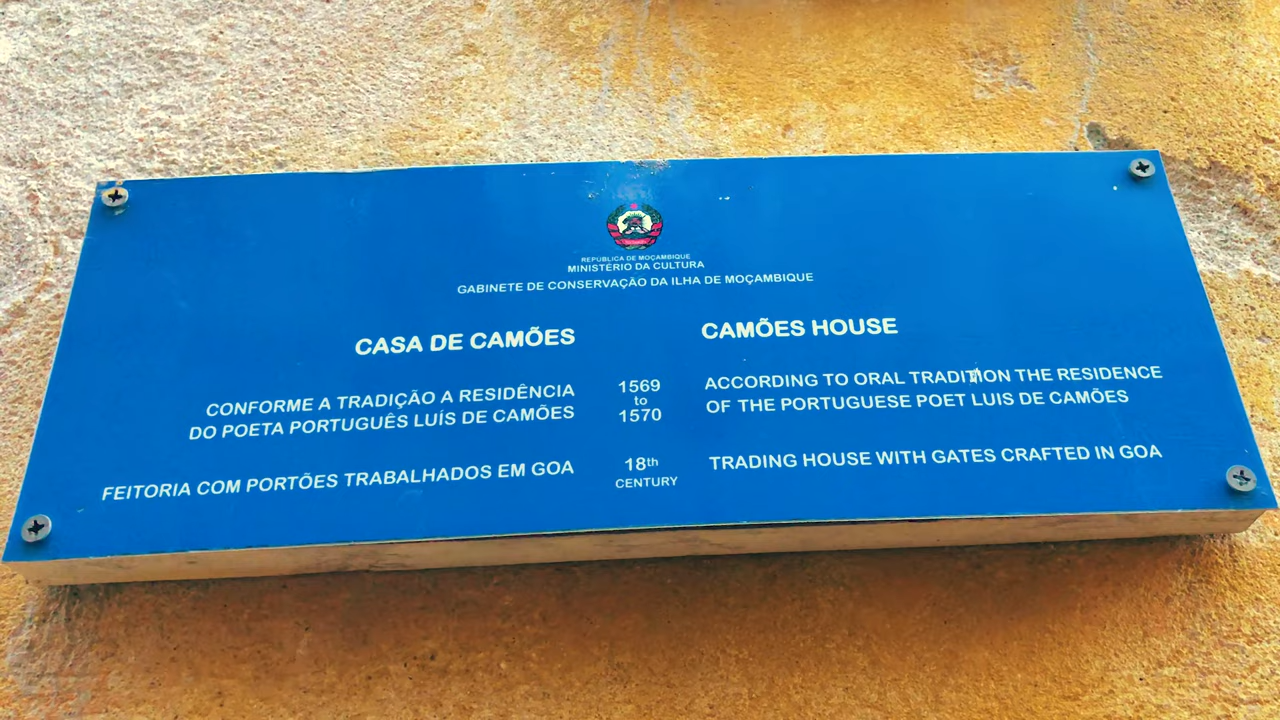 REPÚBLICA DE MOÇAMBIQUE
MINISTÉRIO DA CULTURA
GABINETE DE CONSERVAÇÃO DA ILHA DE MOÇAMBIQUE
CASA DE CAMÕES
CONFORME A TRADIÇÃO A RESIDÊNCIA
DO POETA PORTUGUÊS LUÍS DE CAMÕES
FEITORIA COM PORTÕES TRABALHADOS EM GOA
1569
to
1570
18th
CENTURY
CAMÕES HOUSE
ACCORDING TO ORAL TRADITION THE RESIDENCE
OF THE PORTUGUESE POET LUIS DE CAMÕES
TRADING HOUSE WITH GATES CRAFTED IN GOA